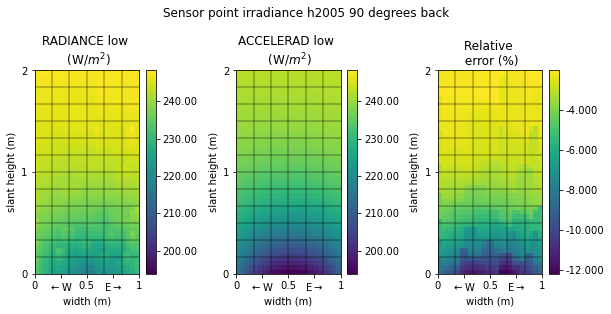 Sensor point irradiance h2005 90 degrees back
RADIANCE low
(W/m²)
ACCELERAD low
(W/m²)
Relative
error (%)
slant height (m)
2
1
0
0
0.5
1
←W
E→
width (m)
240.00
230.00
220.00
210.00
200.00
slant height (m)
2
1
0
0
0.5
1
←W
E→
width (m)
240.00
230.00
220.00
210.00
200.00
slant height (m)
2
1
0
0
0.5
1
←W
E→
width (m)
-4.000
-6.000
-8.000
-10.000
-12.000